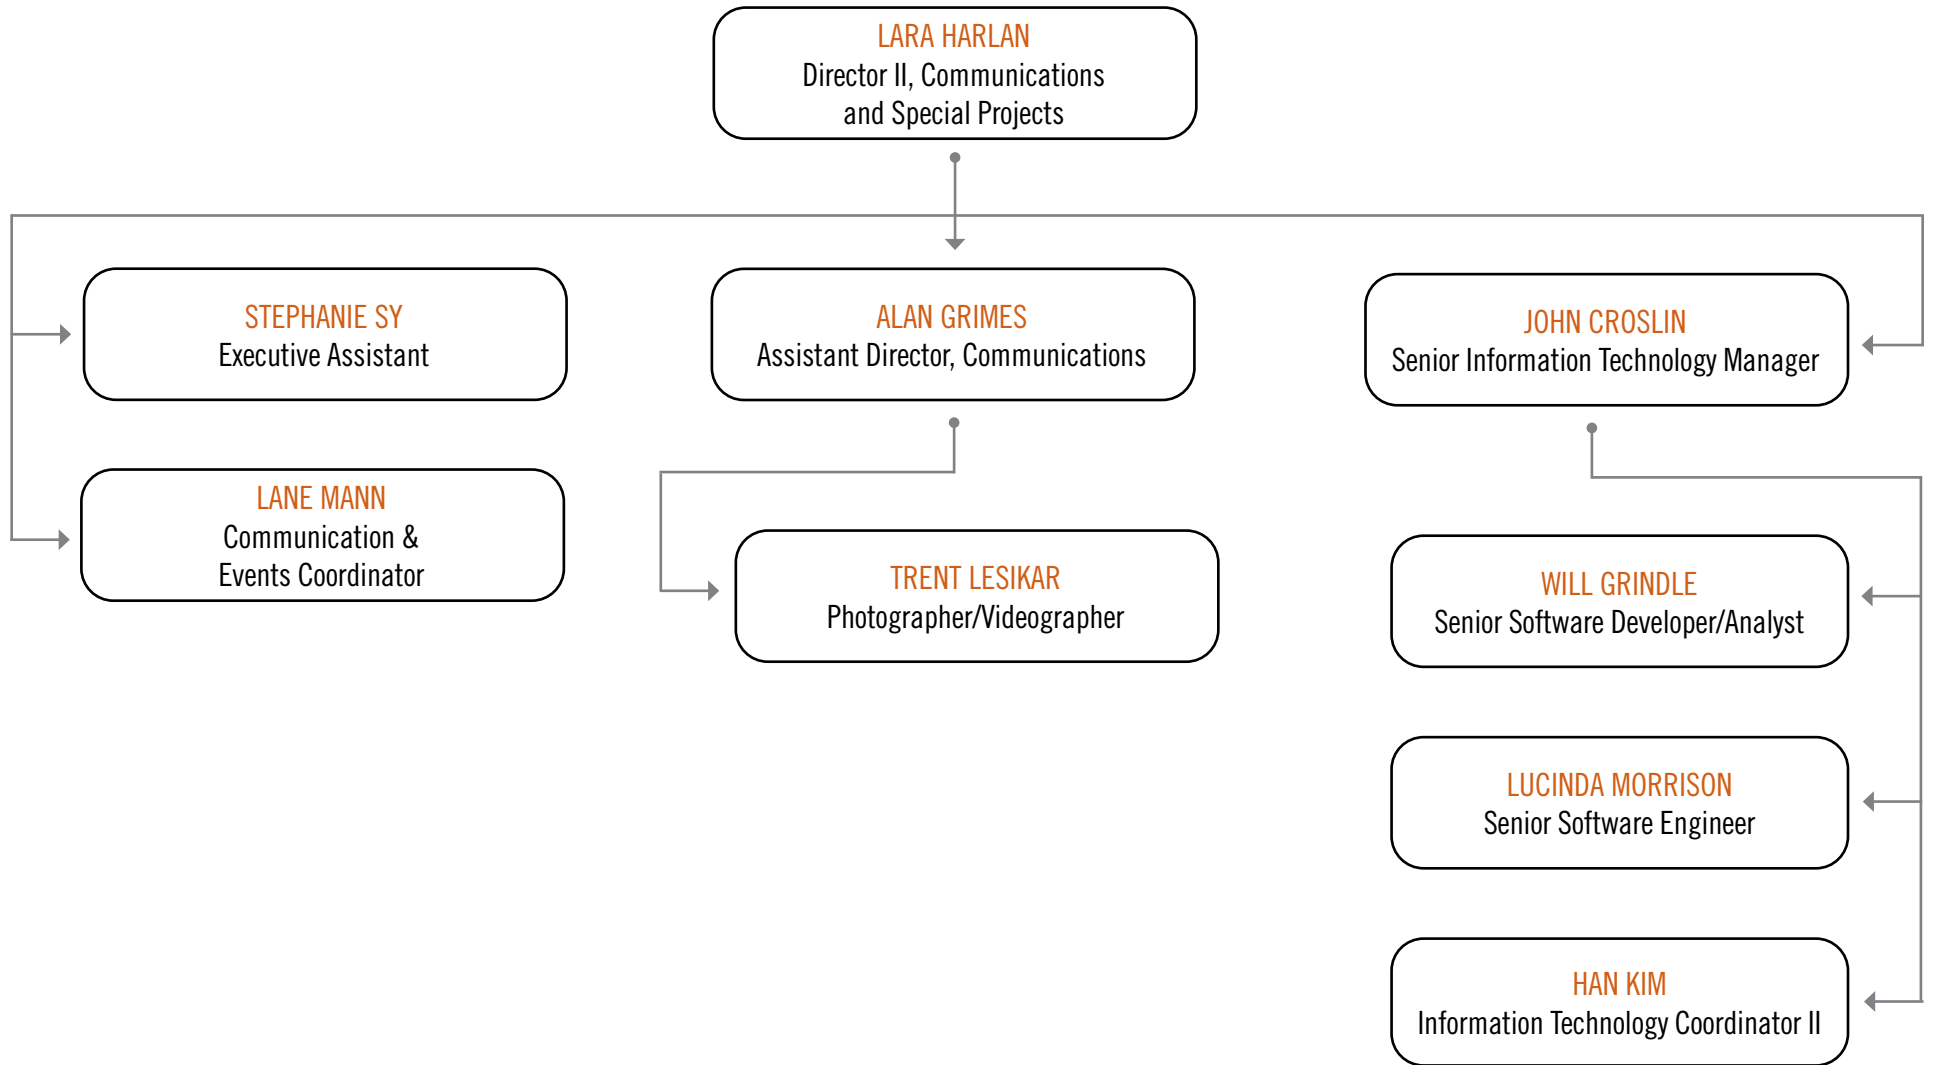 LARA HARLAN
Director II, Communications
and Special Projects
STEPHANIE SY
Executive Assistant
ALAN GRIMES
Assistant Director, Communications
JOHN CROSLIN
Senior Information Technology Manager
LANE MANN
Communication &
Events Coordinator
TRENT LESIKAR
Photographer/Videographer
WILL GRINDLE
Senior Software Developer/Analyst
LUCINDA MORRISON
Senior Software Engineer
HAN KIM
Information Technology Coordinator II